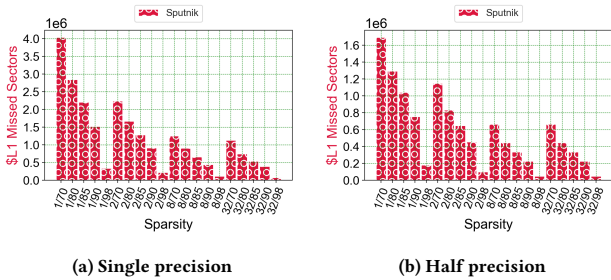 Sputnik
1e6
$L1 Missed Sectors
4.0
3.5
3.0
2.5
2.0
1.5
1.0
0.5
0.0
1/70 1/80 1/85 1/90 1/98 2/70 2/80 2/85 2/90 2/98 8/70 8/80 8/85 8/90 8/98 32/70 32/80 32/85 32/90 32/98
Sparsity
(a) Single precision
Sputnik
1e6
$L1 Missed Sectors
1.6
1.4
1.2
1.0
0.8
0.6
0.4
0.2
0.0
1/70 1/80 1/85 1/90 1/98 2/70 2/80 2/85 2/90 2/98 8/70 8/80 8/85 8/90 8/98 32/70 32/80 32/85 32/90 32/98
Sparsity
(b) Half precision